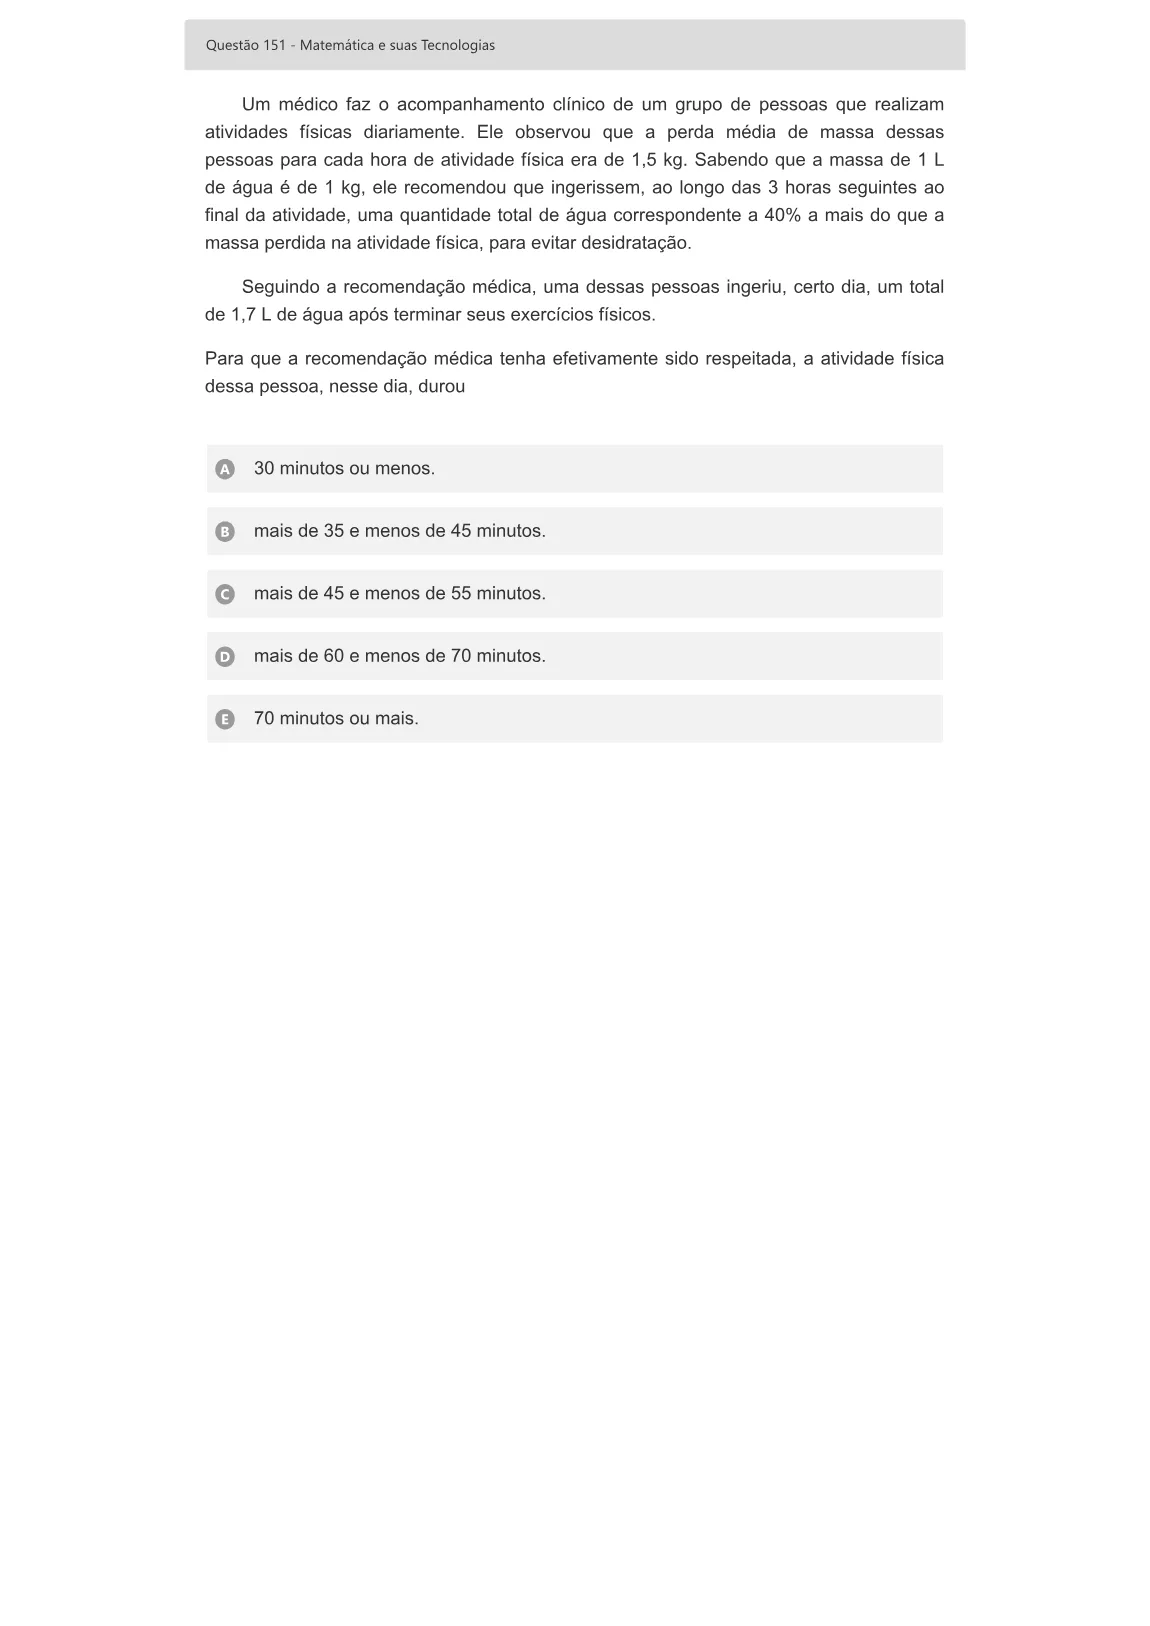 Questão 151 - Matemática e suas Tecnologias
Um médico faz o acompanhamento clínico de um grupo de pessoas que realizam
atividades físicas diariamente. Ele observou que a perda média de massa dessas
pessoas para cada hora de atividade física era de 1,5 kg. Sabendo que a massa de 1 L
de água é de 1 kg, ele recomendou que ingerissem, ao longo das 3 horas seguintes ao
final da atividade, uma quantidade total de água correspondente a 40% a mais do que a
massa perdida na atividade física, para evitar desidratação.
Seguindo a recomendação médica, uma dessas pessoas ingeriu, certo dia, um total
de 1,7 L de água após terminar seus exercícios físicos.
Para que a recomendação médica tenha efetivamente sido respeitada, a atividade física
dessa pessoa, nesse dia, durou
A 30 minutos ou menos.
B mais de 35 e menos de 45 minutos.
C mais de 45 e menos de 55 minutos.
D mais de 60 e menos de 70 minutos.
E 70 minutos ou mais.